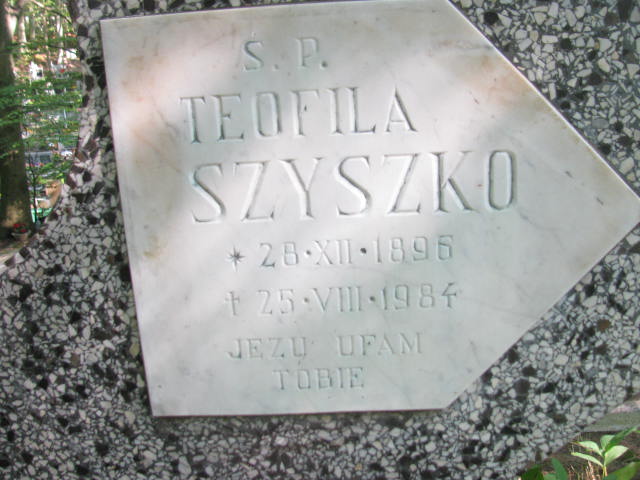 Ś. P.
TEOFILA
SZYSZKO
* 28·XII·1896
† 25·VIII·1984
JEZU UFAM
TOBIE